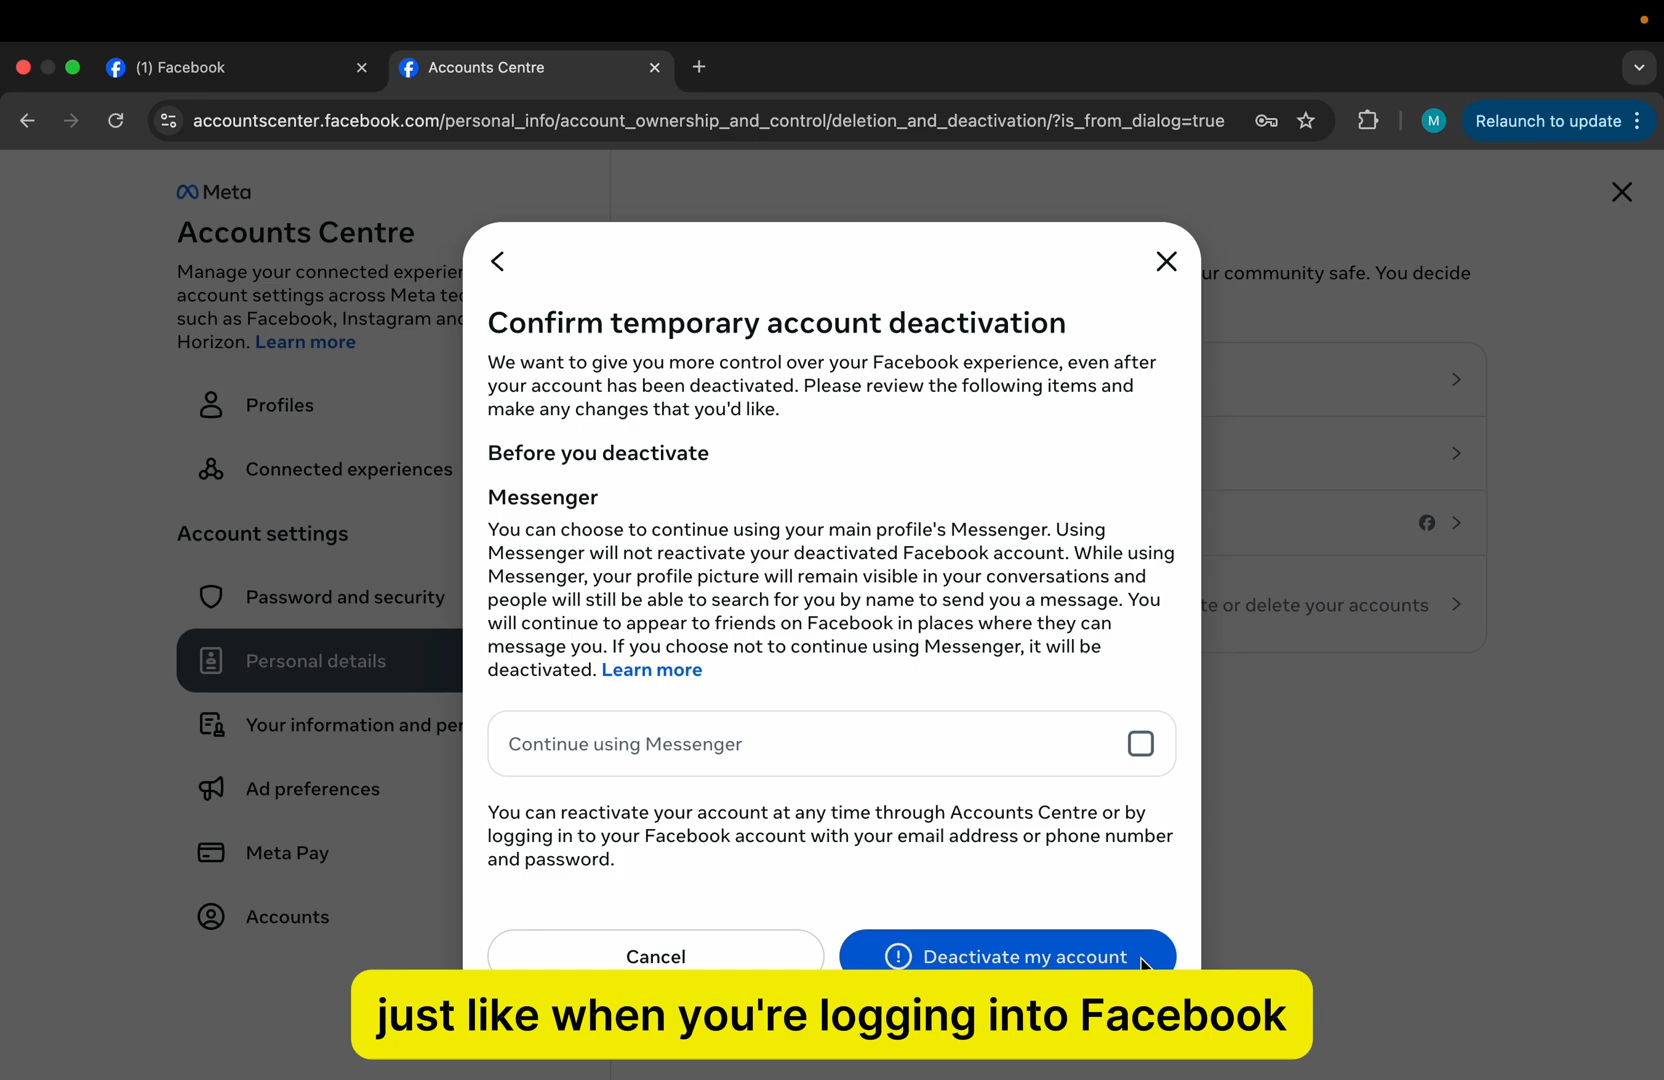 (1) Facebook
Accounts Centre
accountscenter.facebook.com/personal_info/account_ownership_and_control/deletion_and_deactivation/?is_from_dialog=true
M
Relaunch to update
Meta
Accounts Centre
Manage your connected experien
account settings across Meta tec
such as Facebook, Instagram and
Horizon. Learn more
Profiles
Connected experiences
Account settings
Password and security
Personal details
Your information and per
Ad preferences
Meta Pay
Accounts
ur community safe. You decide
te or delete your accounts
Confirm temporary account deactivation
We want to give you more control over your Facebook experience, even after
your account has been deactivated. Please review the following items and
make any changes that you'd like.
Before you deactivate
Messenger
You can choose to continue using your main profile's Messenger. Using
Messenger will not reactivate your deactivated Facebook account. While using
Messenger, your profile picture will remain visible in your conversations and
people will still be able to search for you by name to send you a message. You
will continue to appear to friends on Facebook in places where they can
message you. If you choose not to continue using Messenger, it will be
deactivated. Learn more
Continue using Messenger
You can reactivate your account at any time through Accounts Centre or by
logging in to your Facebook account with your email address or phone number
and password.
Cancel
Deactivate my account
just like when you're logging into Facebook